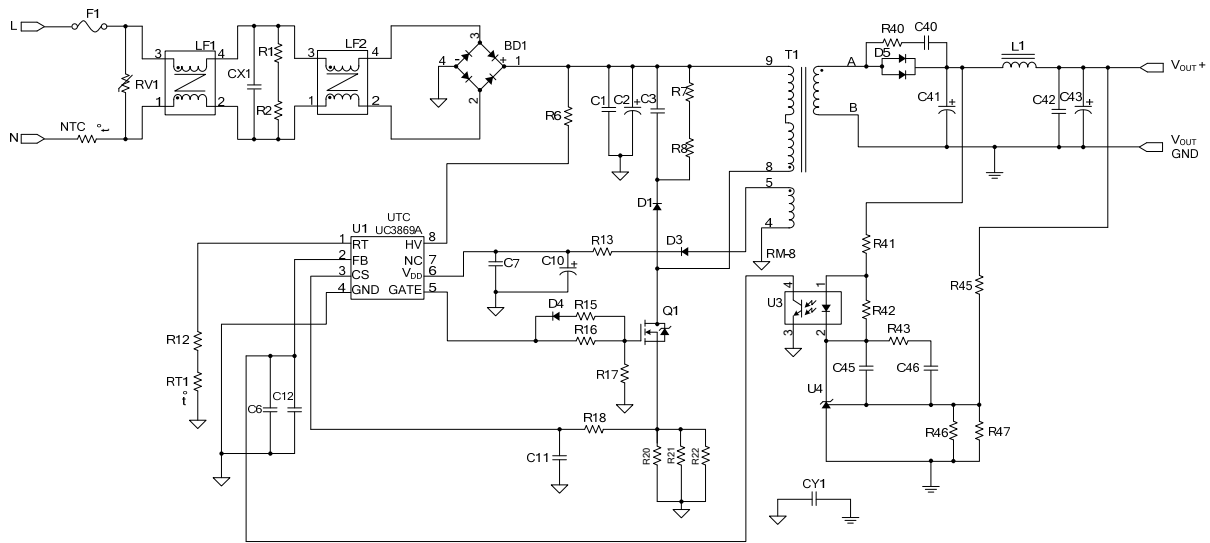 F1
L
LF1
3 4
1 2
RV1
CX1
R1
R2
LF2
3 4
1 2
BD1
3
4 - + 1
2
N
NTC
t°
R6
C1
C2 +
C3
R7
R8
D1
T1
9
8
5
4
RM-8
A
B
R40
C40
D5
C41 +
L1
C42
C43 +
VOUT+
VOUT
GND
UTC
UC3869A
U1
1 RT
2 FB
3 CS
4 GND
HV 8
NC 7
VDD 6
GATE 5
C7
C10 +
R13
D3
D4
R15
R16
R17
Q1
R12
RT1
t°
C6
C12
R18
C11
R20
R21
R22
U3
4
1
3
2
R41
R42
R43
R45
C45
C46
U4
R46
R47
CY1